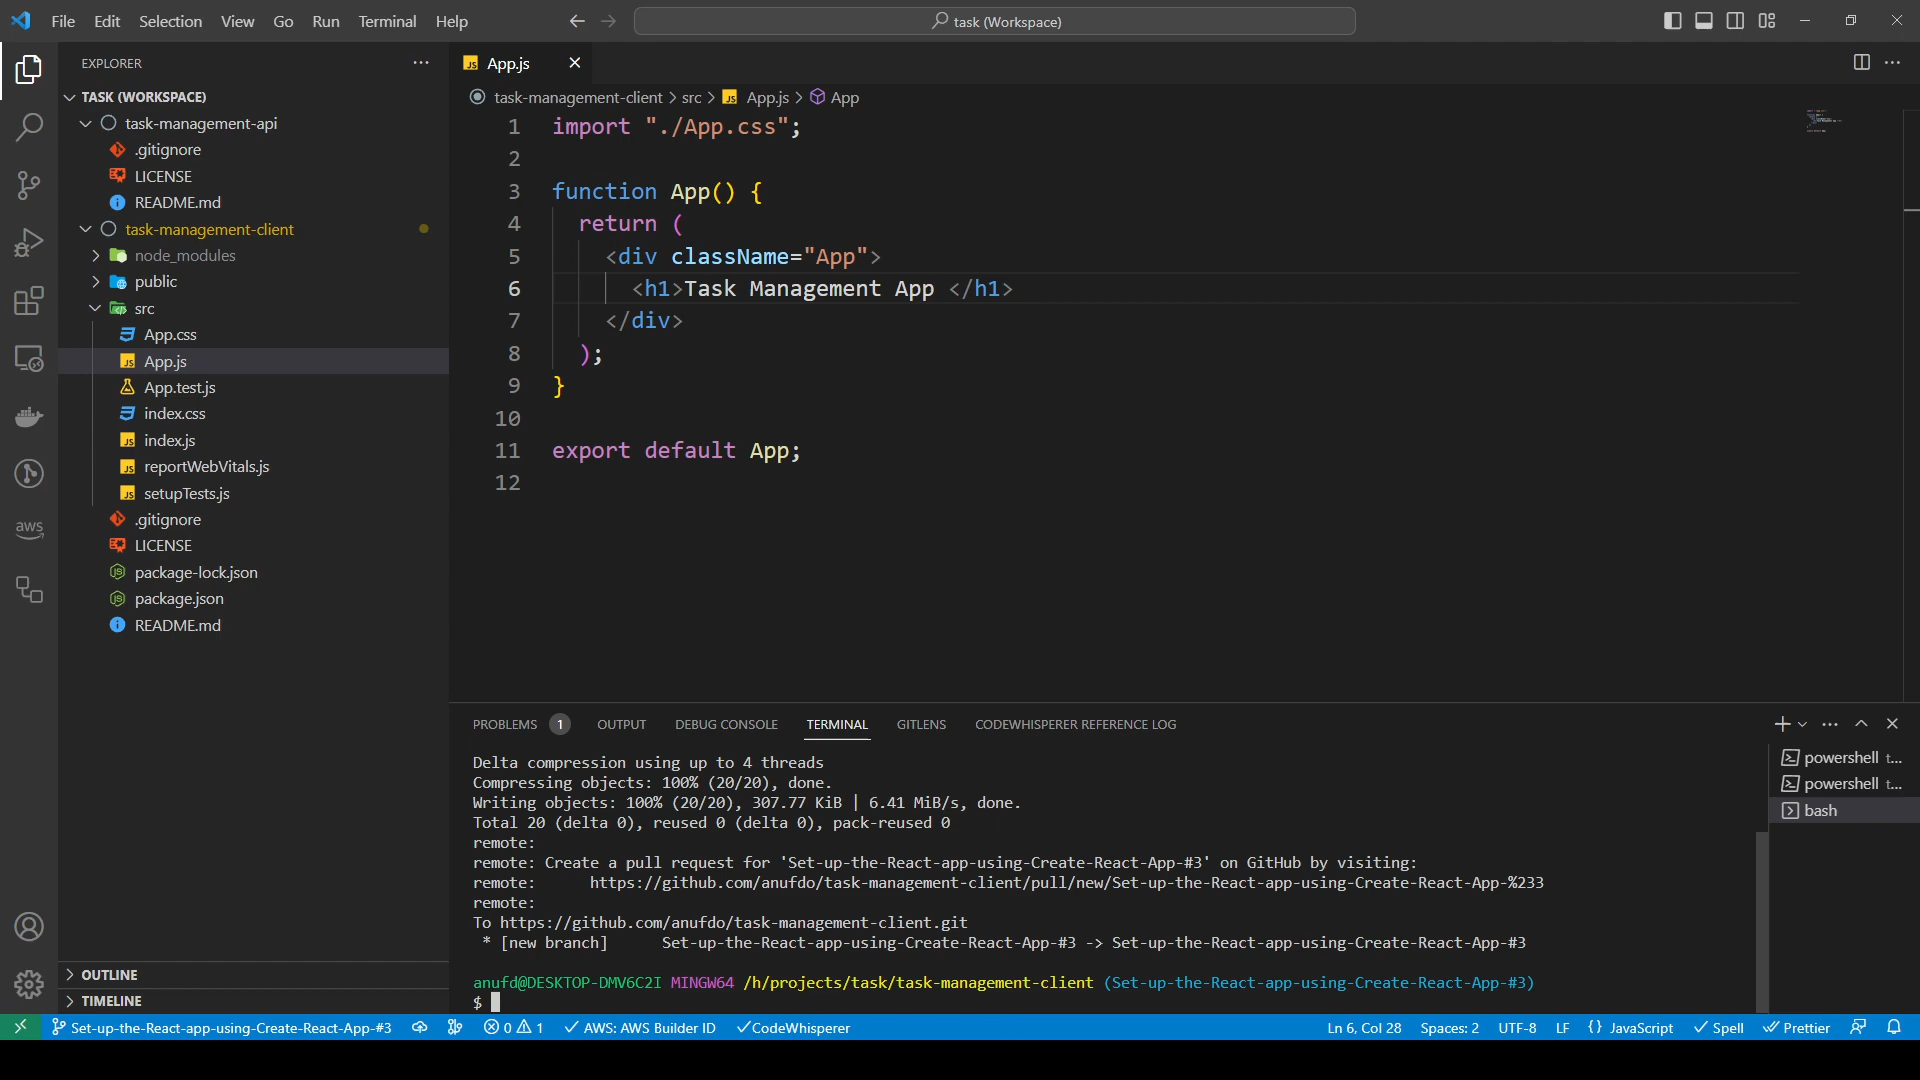 File Edit Selection View Go Run Terminal Help
task (Workspace)
EXPLORER
TASK (WORKSPACE)
task-management-api
.gitignore
LICENSE
README.md
task-management-client
node_modules
public
src
App.css
App.js
App.test.js
index.css
index.js
reportWebVitals.js
setupTests.js
.gitignore
LICENSE
package-lock.json
package.json
README.md
OUTLINE
TIMELINE
aws
JS App.js
task-management-client > src > JS App.js > App
1 import "./App.css";
2
3 function App() {
4 return (
5 <div className="App">
6 <h1>Task Management App </h1>
7 </div>
8 );
9 }
10
11 export default App;
12
PROBLEMS 1 OUTPUT DEBUG CONSOLE TERMINAL GITLENS CODEWHISPERER REFERENCE LOG
Delta compression using up to 4 threads
Compressing objects: 100% (20/20), done.
Writing objects: 100% (20/20), 307.77 KiB | 6.41 MiB/s, done.
Total 20 (delta 0), reused 0 (delta 0), pack-reused 0
remote:
remote: Create a pull request for 'Set-up-the-React-app-using-Create-React-App-#3' on GitHub by visiting:
remote: https://github.com/anufdo/task-management-client/pull/new/Set-up-the-React-app-using-Create-React-App-%233
remote:
To https://github.com/anufdo/task-management-client.git
* [new branch] Set-up-the-React-app-using-Create-React-App-#3 -> Set-up-the-React-app-using-Create-React-App-#3
anufd@DESKTOP-DMV6C2I MINGW64 /h/projects/task/task-management-client (Set-up-the-React-app-using-Create-React-App-#3)
$
powershell t...
powershell t...
bash
Set-up-the-React-app-using-Create-React-App-#3 0 1 AWS: AWS Builder ID CodeWhisperer Ln 6, Col 28 Spaces: 2 UTF-8 LF {} JavaScript Spell Prettier